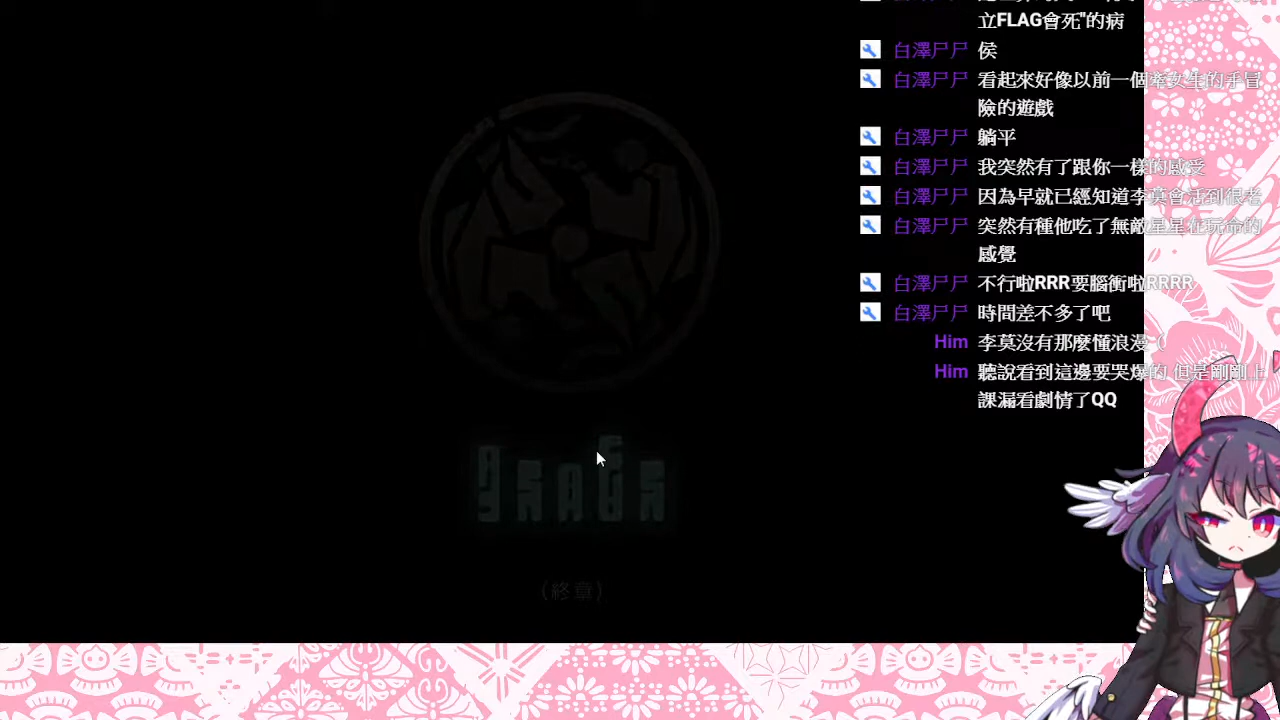 立FLAG會死"的病
白澤尸尸 侯
白澤尸尸 看起來好像以前一個牽女生的手冒
險的遊戲
白澤尸尸 躺平
白澤尸尸 我突然有了跟你一樣的感受
白澤尸尸 因為早就已經知道李莫會活到很老
白澤尸尸 突然有種他吃了無敵星星在玩命的
感覺
白澤尸尸 不行啦RRR要腦衝啦RRRR
白澤尸尸 時間差不多了吧
Him 李莫沒有那麼懂浪漫（
Him 聽說看到這邊要哭爆的 但是剛剛上
課漏看劇情了QQ
（終章）